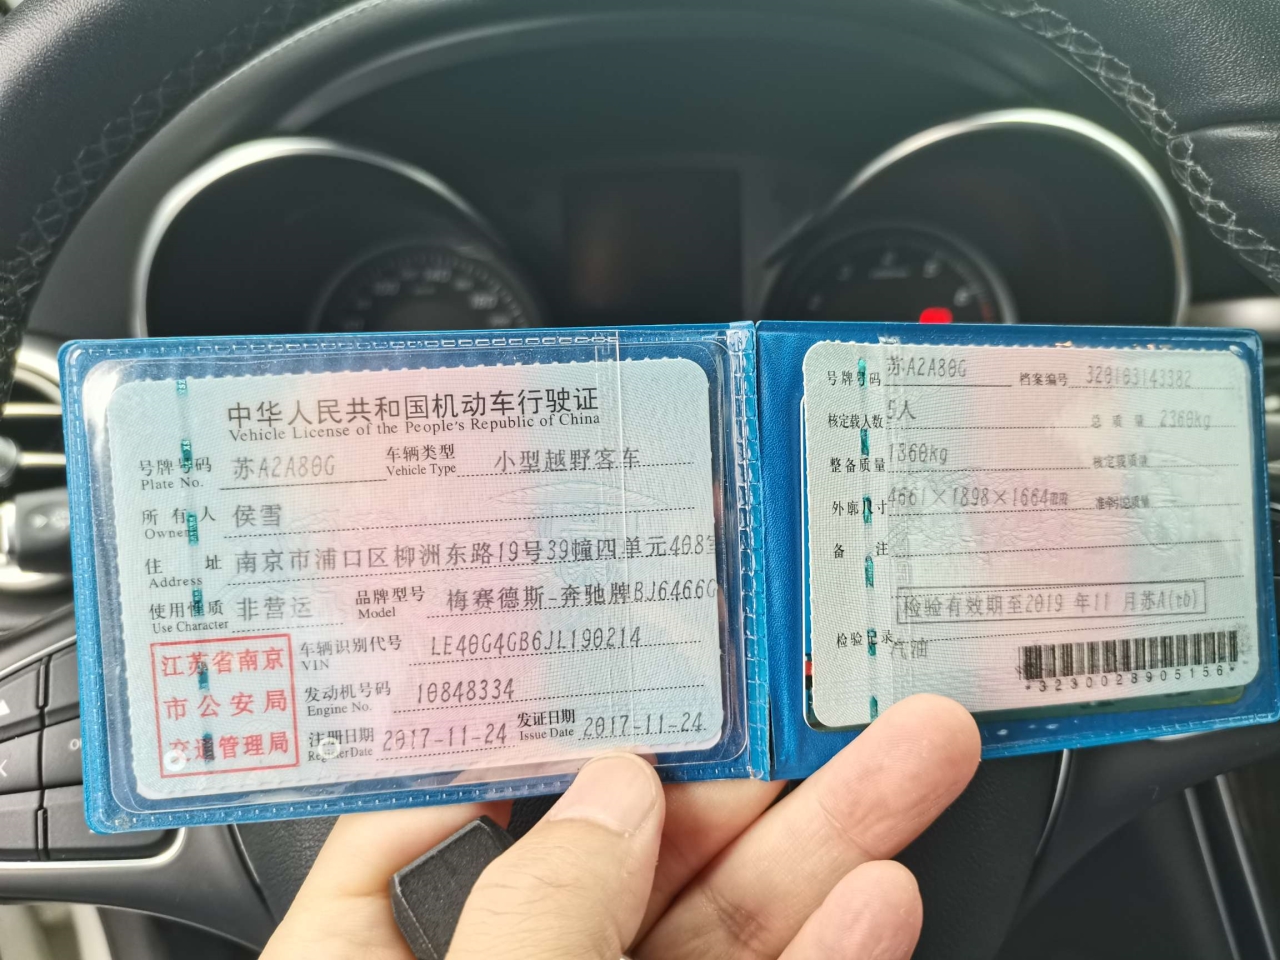 中华人民共和国机动车行驶证
Vehicle License of the People's Republic of China
号牌号码 苏A2A80G 车辆类型 小型越野客车
Plate No. Vehicle Type
所有人 侯雪
Owner
住址 南京市浦口区柳洲东路19号39幢四单元408室
Address
使用性质 非营运 品牌型号 梅赛德斯-奔驰牌BJ6466G
Use Character Model
江苏省南京
市公安局
交通管理局
车辆识别代号 LE40G4GB6JL190214
VIN
发动机号码 10848334
Engine No.
注册日期 2017-11-24 发证日期 2017-11-24
Register Date Issue Date
号牌号码 苏A2A80G 档案编号 320103143382
核定载人数 5人 总质量 2360kg
整备质量 1860kg 核定载质量
外廓尺寸 4661×1898×1664
备注
检验有效期至2019 年11 月苏A(tb)
检验记录
汽油
*3230028905156*